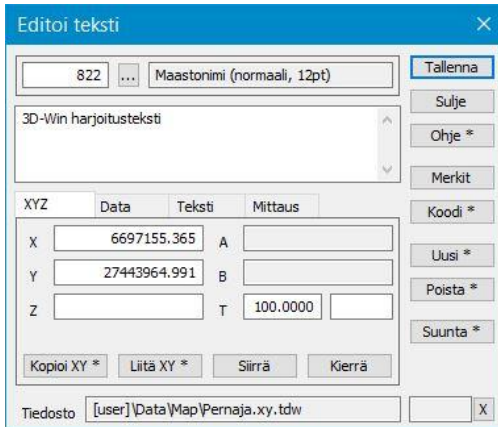 Editoi teksti
822 ... Maastonimi (normaali, 12pt) Tallenna
Sulje
3D-Win harjoitusteksti
Ohje *
Merkit
XYZ Data Teksti Mittaus Koodi *
X 6697155.365 A
Uusi *
Y 27443964.991 B
Poista *
Z T 100.0000
Suunta *
Kopioi XY * Liitä XY * Siirrä Kierrä
Tiedosto [user]\Data\Map\Pernaja.xy.tdw X